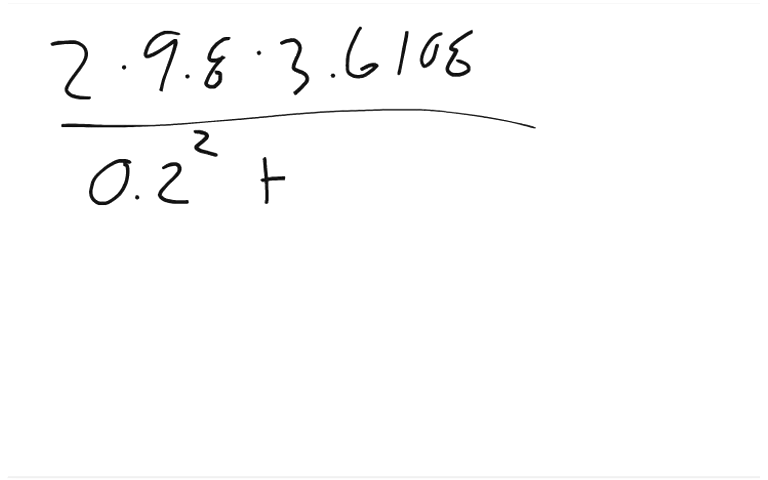 2 · 9.8 · 3.6108
0.2² +